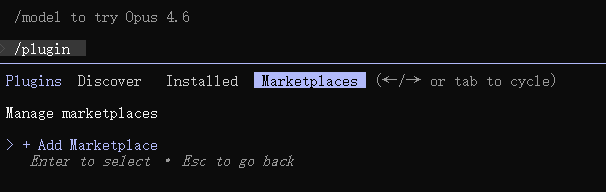 /model to try Opus 4.6
> /plugin
Plugins Discover Installed Marketplaces (←/→ or tab to cycle)
Manage marketplaces
> + Add Marketplace
Enter to select • Esc to go back